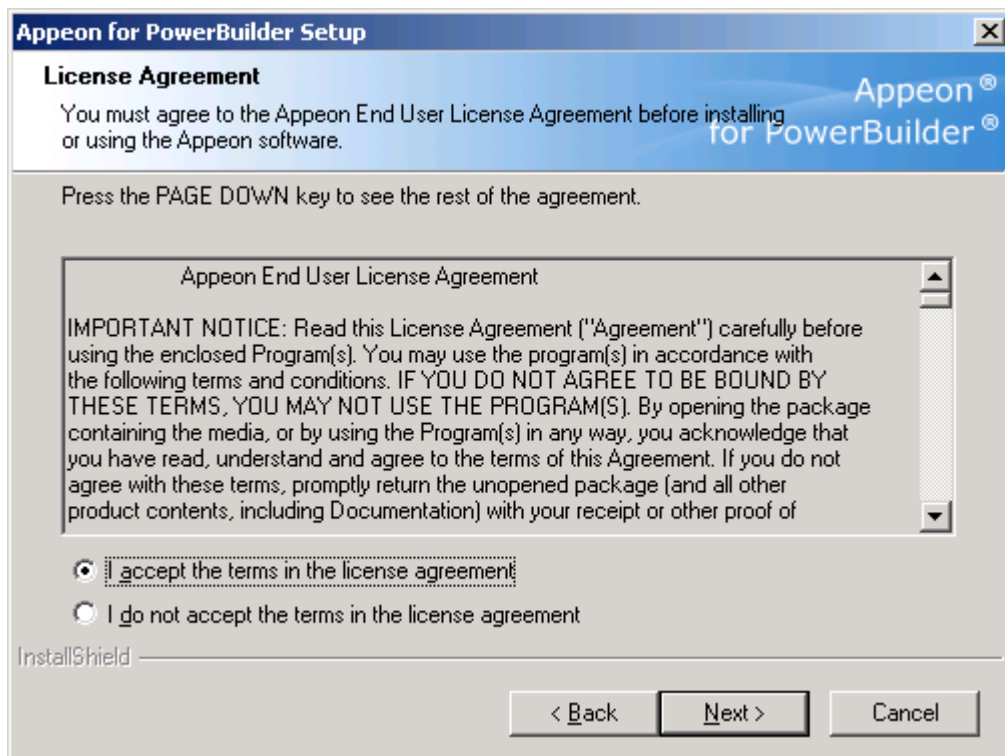 Appeon for PowerBuilder Setup
License Agreement
You must agree to the Appeon End User License Agreement before installing
or using the Appeon software.
Appeon ®
for PowerBuilder ®
Press the PAGE DOWN key to see the rest of the agreement.
Appeon End User License Agreement
IMPORTANT NOTICE: Read this License Agreement ("Agreement") carefully before
using the enclosed Program(s). You may use the program(s) in accordance with
the following terms and conditions. IF YOU DO NOT AGREE TO BE BOUND BY
THESE TERMS, YOU MAY NOT USE THE PROGRAM(S). By opening the package
containing the media, or by using the Program(s) in any way, you acknowledge that
you have read, understand and agree to the terms of this Agreement. If you do not
agree with these terms, promptly return the unopened package (and all other
product contents, including Documentation) with your receipt or other proof of
I accept the terms in the license agreement
I do not accept the terms in the license agreement
InstallShield
< Back
Next >
Cancel